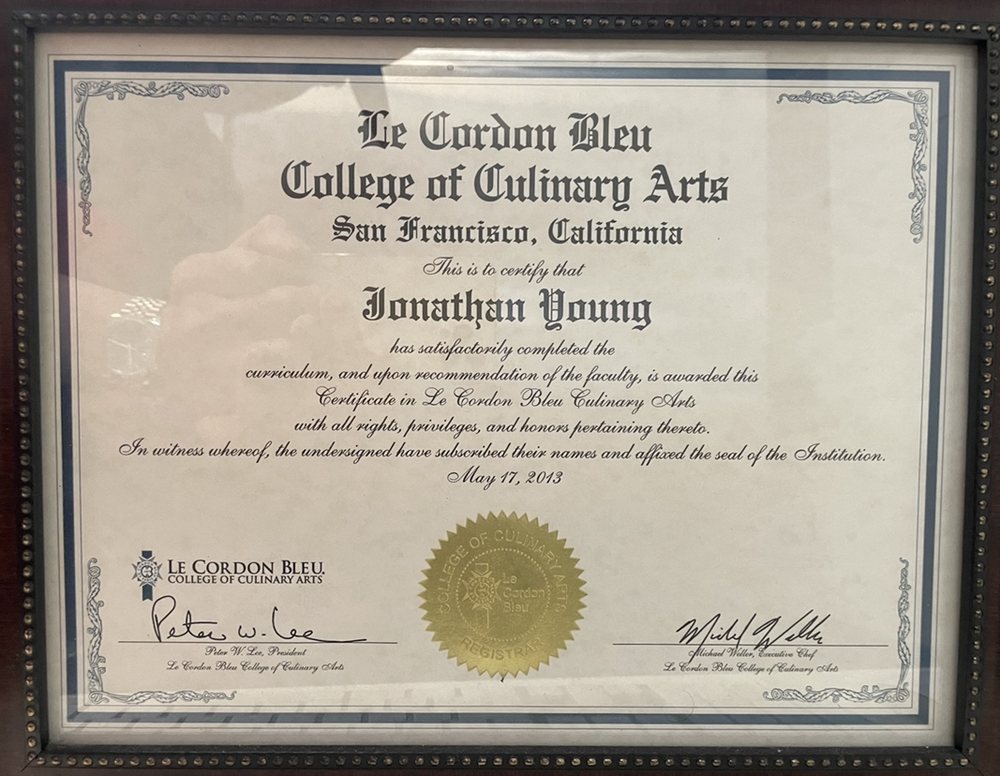 Le Cordon Bleu
College of Culinary Arts
San Francisco, California
This is to certify that
Jonathan Young
has satisfactorily completed the
curriculum, and upon recommendation of the faculty, is awarded this
Certificate in Le Cordon Bleu Culinary Arts
with all rights, privileges, and honors pertaining thereto.
In witness whereof, the undersigned have subscribed their names and affixed the seal of the Institution.
May 17, 2013
LE CORDON BLEU.
COLLEGE OF CULINARY ARTS
COLLEGE OF CULINARY ARTS
Le
Cordon
Bleu
REGISTRAR
Peter W. Lee
Peter W. Lee, President
Le Cordon Bleu College of Culinary Arts
Michael Weller
Michael Weller, Executive Chef
Le Cordon Bleu College of Culinary Arts